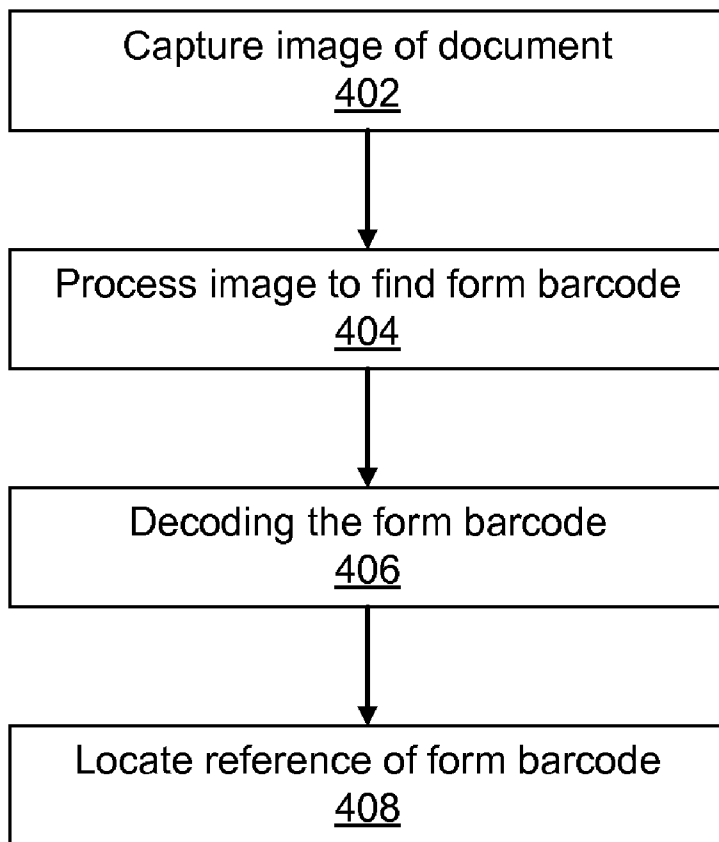 Capture image of document
402
Process image to find form barcode
404
Decoding the form barcode
406
Locate reference of form barcode
408